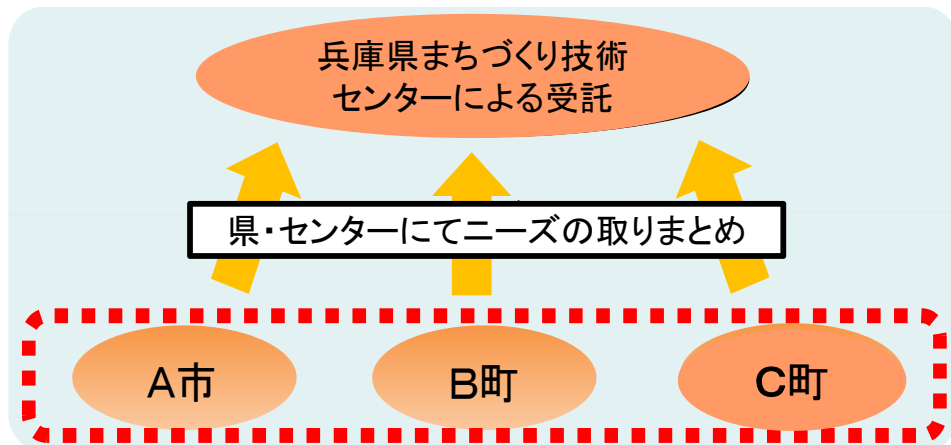 兵庫県まちづくり技術
センターによる受託
県・センターにてニーズの取りまとめ
A市
B町
C町